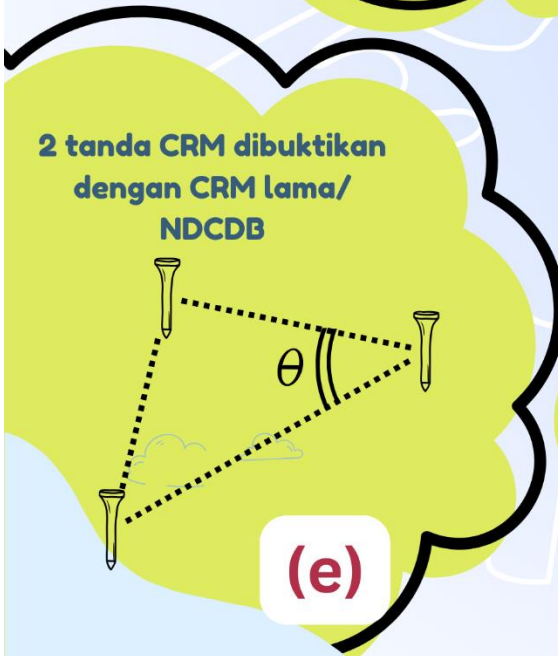 2 tanda CRM dibuktikan
dengan CRM lama/
NDCDB
θ
(e)